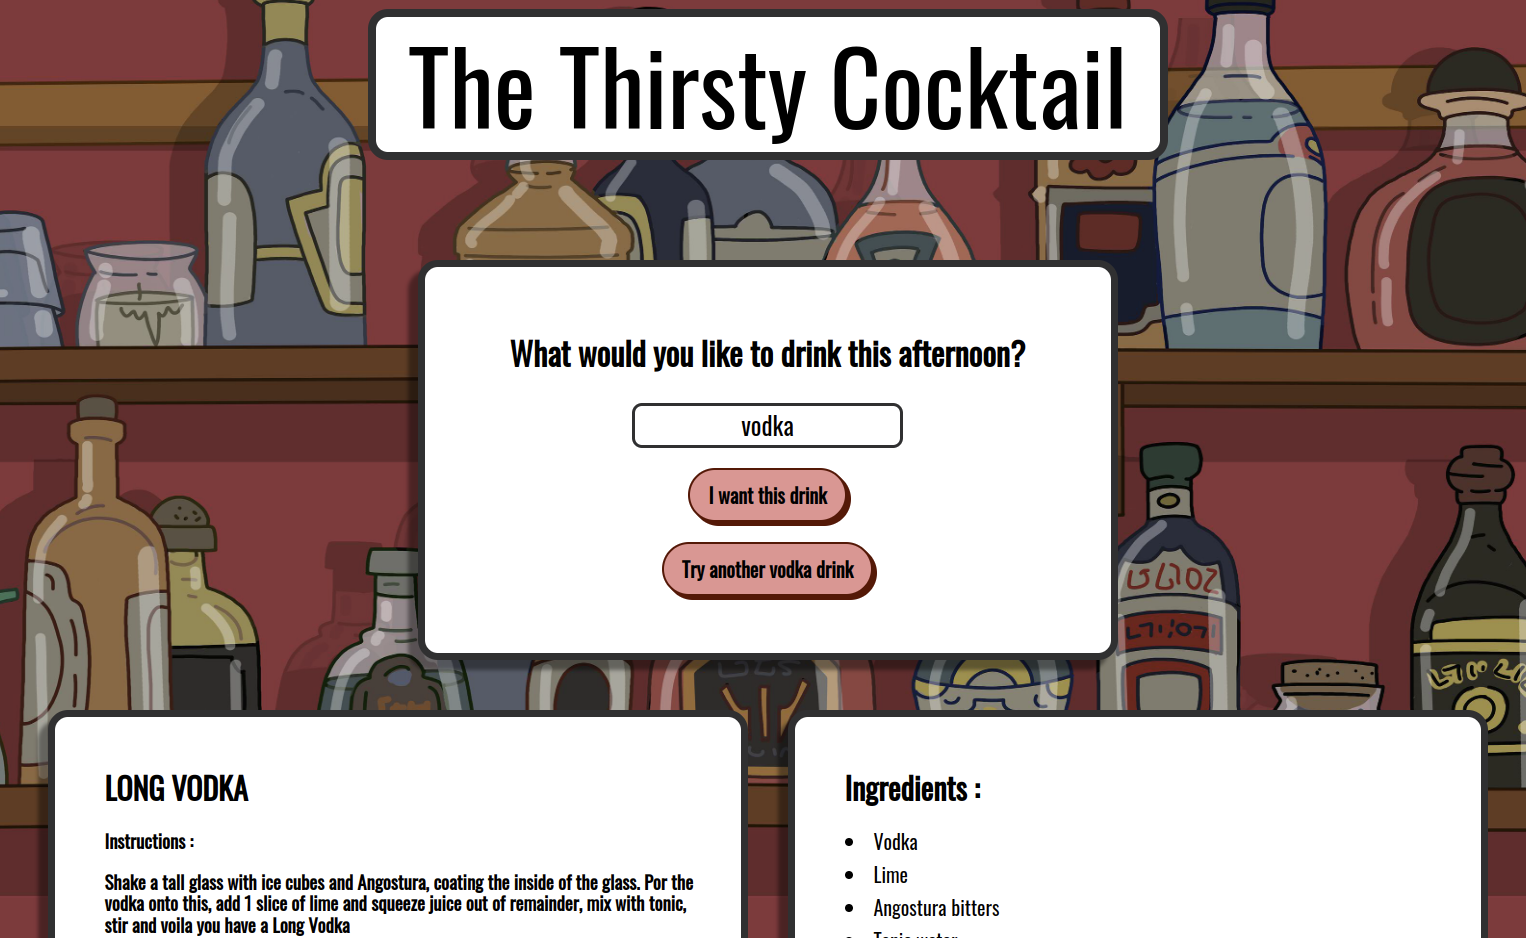 The Thirsty Cocktail
What would you like to drink this afternoon?
vodka
I want this drink
Try another vodka drink
LONG VODKA
Instructions :
Shake a tall glass with ice cubes and Angostura, coating the inside of the glass. Por the
vodka onto this, add 1 slice of lime and squeeze juice out of remainder, mix with tonic,
stir and voila you have a Long Vodka
Ingredients :
Vodka
Lime
Angostura bitters
Tonic water